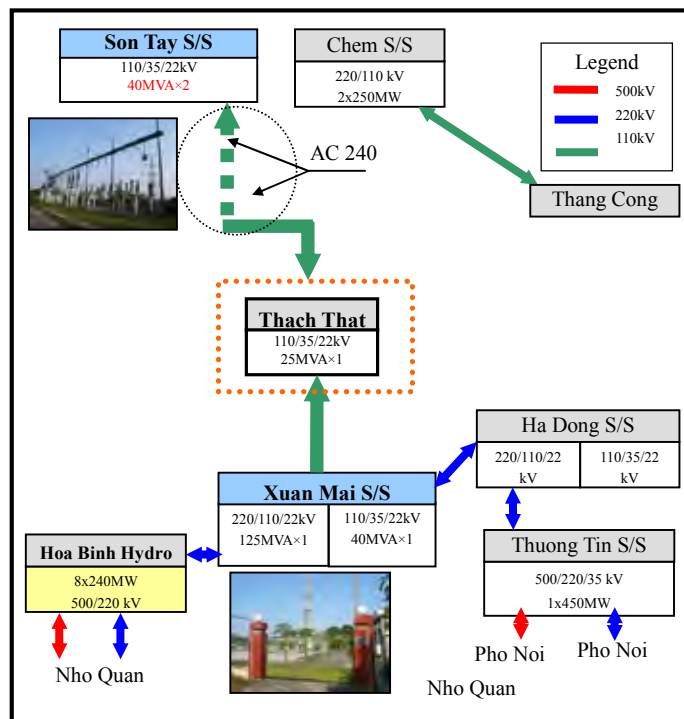 Son Tay S/S
110/35/22kV
40MVA×2
Chem S/S
220/110 kV
2x250MW
Legend
500kV
220kV
110kV
AC 240
Thang Cong
Thach That
110/35/22kV
25MVA×1
Ha Dong S/S
220/110/22
kV
110/35/22
kV
Xuan Mai S/S
220/110/22kV
125MVA×1
110/35/22kV
40MVA×1
Hoa Binh Hydro
8x240MW
500/220 kV
Thuong Tin S/S
500/220/35 kV
1x450MW
Nho Quan
Pho Noi
Pho Noi
Nho Quan